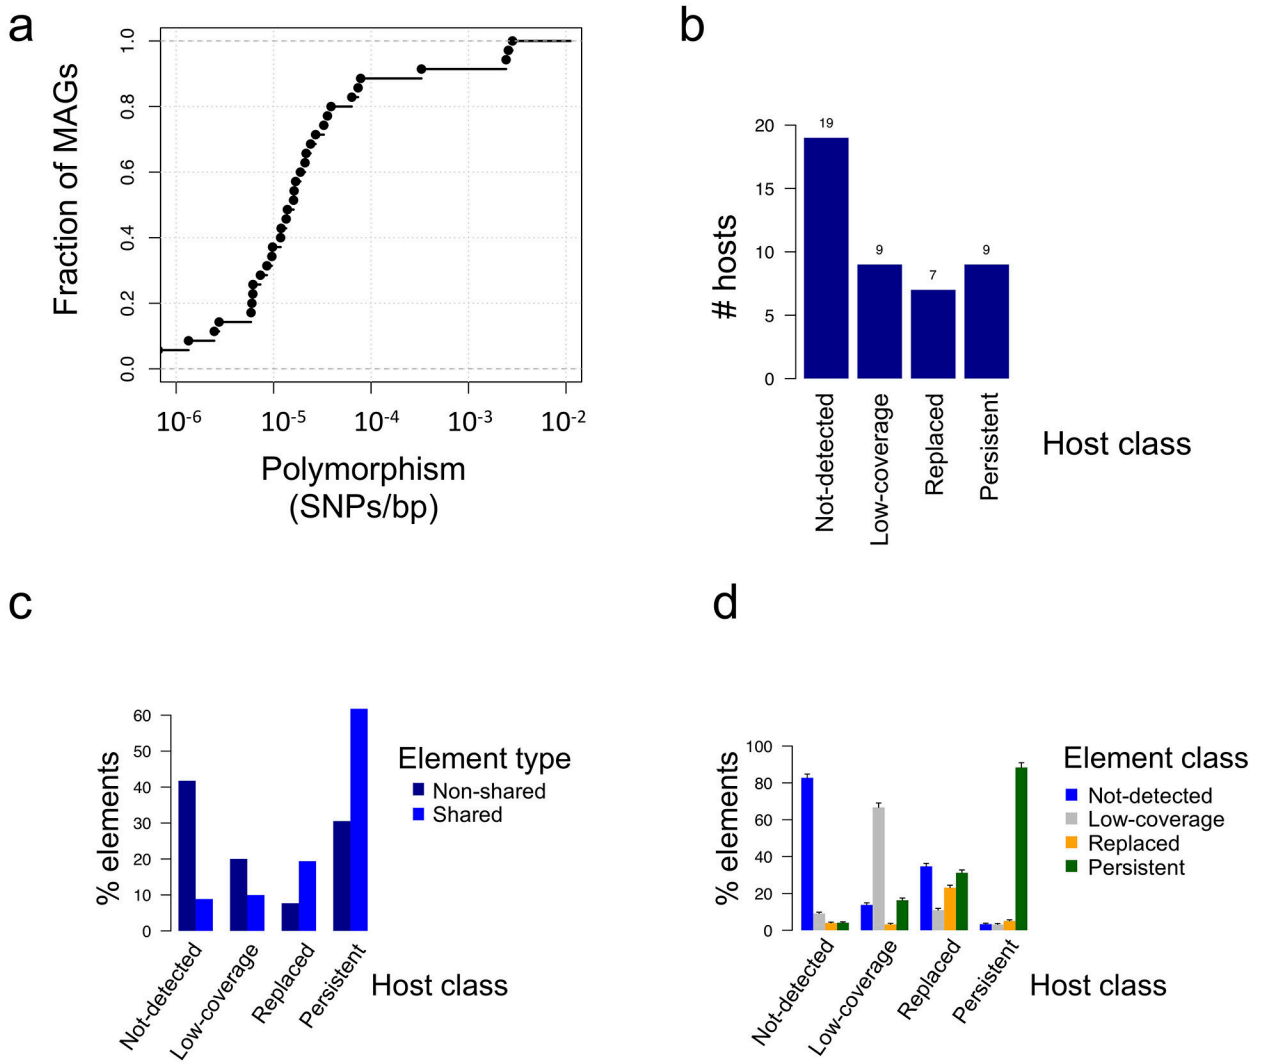 a
Fraction of MAGs
1.0
0.8
0.6
0.4
0.2
0.0
10-6
10-5
10-4
10-3
10-2
Polymorphism
(SNPs/bp)
b
# hosts
20
15
10
5
0
19
9
7
9
Not-detected
Low-coverage
Replaced
Persistent
Host class
c
% elements
60
50
40
30
20
10
0
Not-detected
Low-coverage
Replaced
Persistent
Host class
Element type
Non-shared
Shared
d
% elements
100
80
60
40
20
0
Not-detected
Low-coverage
Replaced
Persistent
Host class
Element class
Not-detected
Low-coverage
Replaced
Persistent